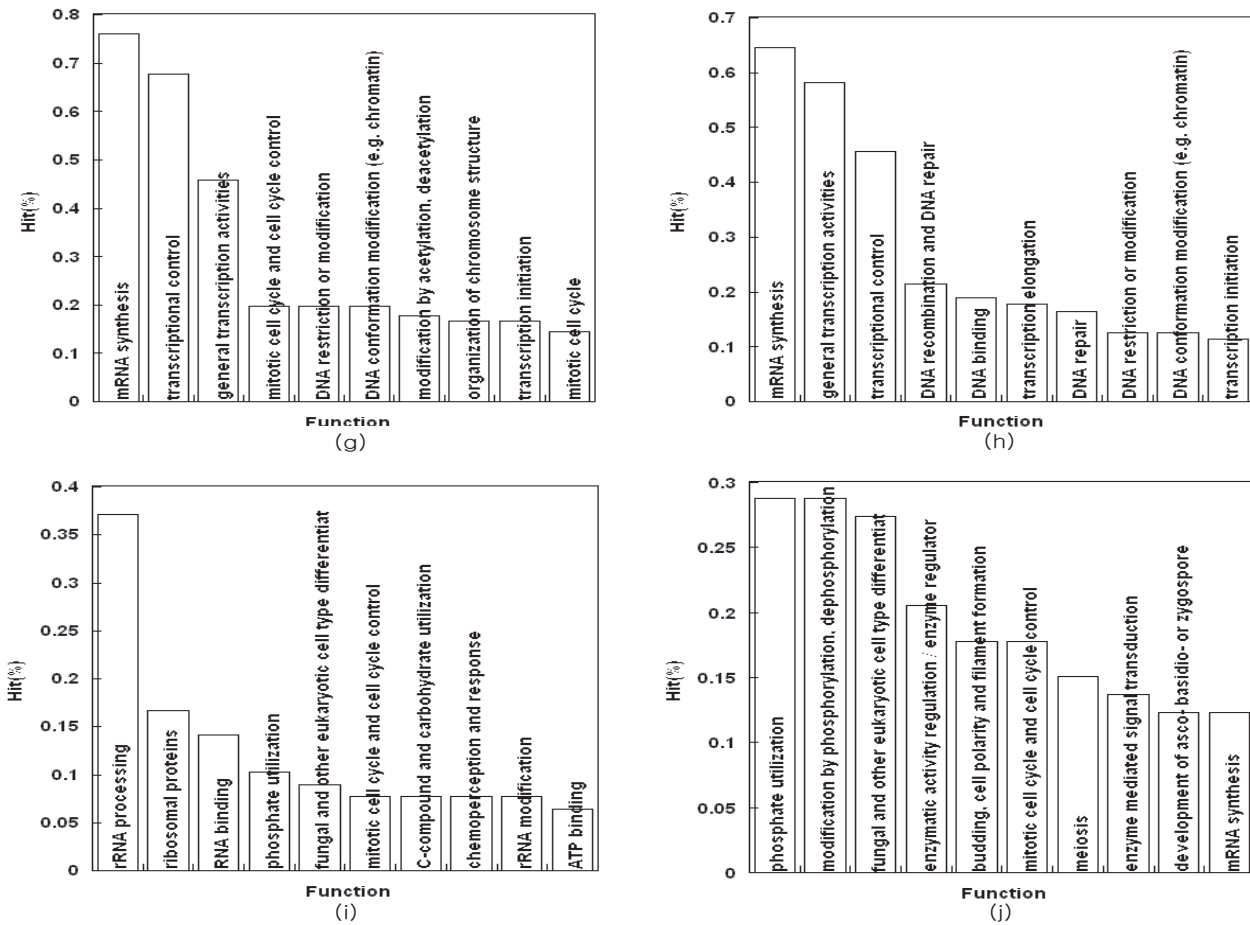 0.8
0.7
0.6
0.5
0.4
0.3
0.2
0.1
0
Hit(%)
mRNA synthesis
transcriptional control
general transcription activities
mitotic cell cycle and cell cycle control
DNA restriction or modification
DNA conformation modification (e.g. chromatin)
modification by acetylation, deacetylation
organization of chromosome structure
transcription initiation
mitotic cell cycle
Function
(g)
0.7
0.6
0.5
0.4
0.3
0.2
0.1
0
Hit(%)
mRNA synthesis
general transcription activities
transcriptional control
DNA recombination and DNA repair
DNA binding
transcription elongation
DNA repair
DNA restriction or modification
DNA conformation modification (e.g. chromatin)
transcription initiation
Function
(h)
0.4
0.35
0.3
0.25
0.2
0.15
0.1
0.05
0
Hit(%)
rRNA processing
ribosomal proteins
RNA binding
phosphate utilization
fungal and other eukaryotic cell type differentiat
mitotic cell cycle and cell cycle control
C-compound and carbohydrate utilization
chemoperception and response
rRNA modification
ATP binding
Function
(i)
0.3
0.25
0.2
0.15
0.1
0.05
0
Hit(%)
phosphate utilization
modification by phosphorylation, dephosphorylation
fungal and other eukaryotic cell type differentiat
enzymatic activity regulation / enzyme regulator
budding, cell polarity and filament formation
mitotic cell cycle and cell cycle control
meiosis
enzyme mediated signal transduction
development of asco- basidio- or zygospore
mRNA synthesis
Function
(j)